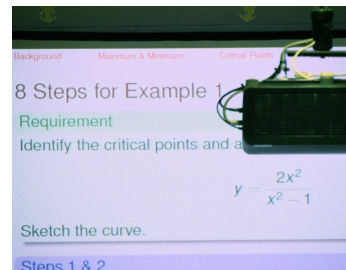 Background Maximum & Minimum Critical Points
8 Steps for Example 1
Requirement
Identify the critical points and a
y = 2x² / x² − 1
Sketch the curve.
Steps 1 & 2